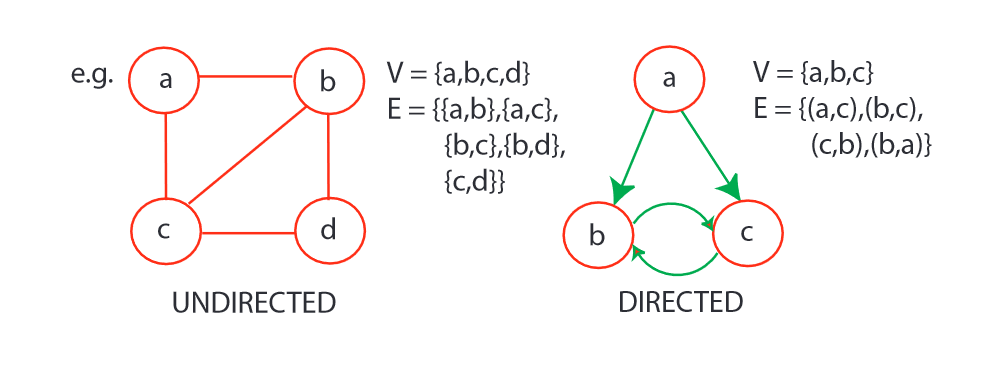 e.g.
a
b
c
d
V = {a,b,c,d}
E = {{a,b},{a,c},
{b,c},{b,d},
{c,d}}
UNDIRECTED
a
b
c
V = {a,b,c}
E = {(a,c),(b,c),
(c,b),(b,a)}
DIRECTED